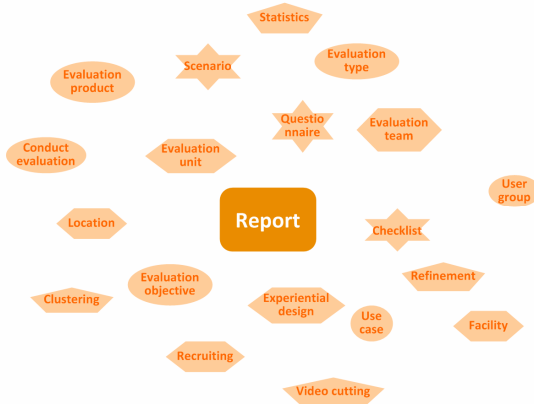 Statistics
Scenario
Evaluation
type
Evaluation
product
Questio
nnaire
Evaluation
team
Conduct
evaluation
Evaluation
unit
User
group
Location
Report
Checklist
Refinement
Evaluation
objective
Clustering
Experiential
design
Use
case
Facility
Recruiting
Video cutting